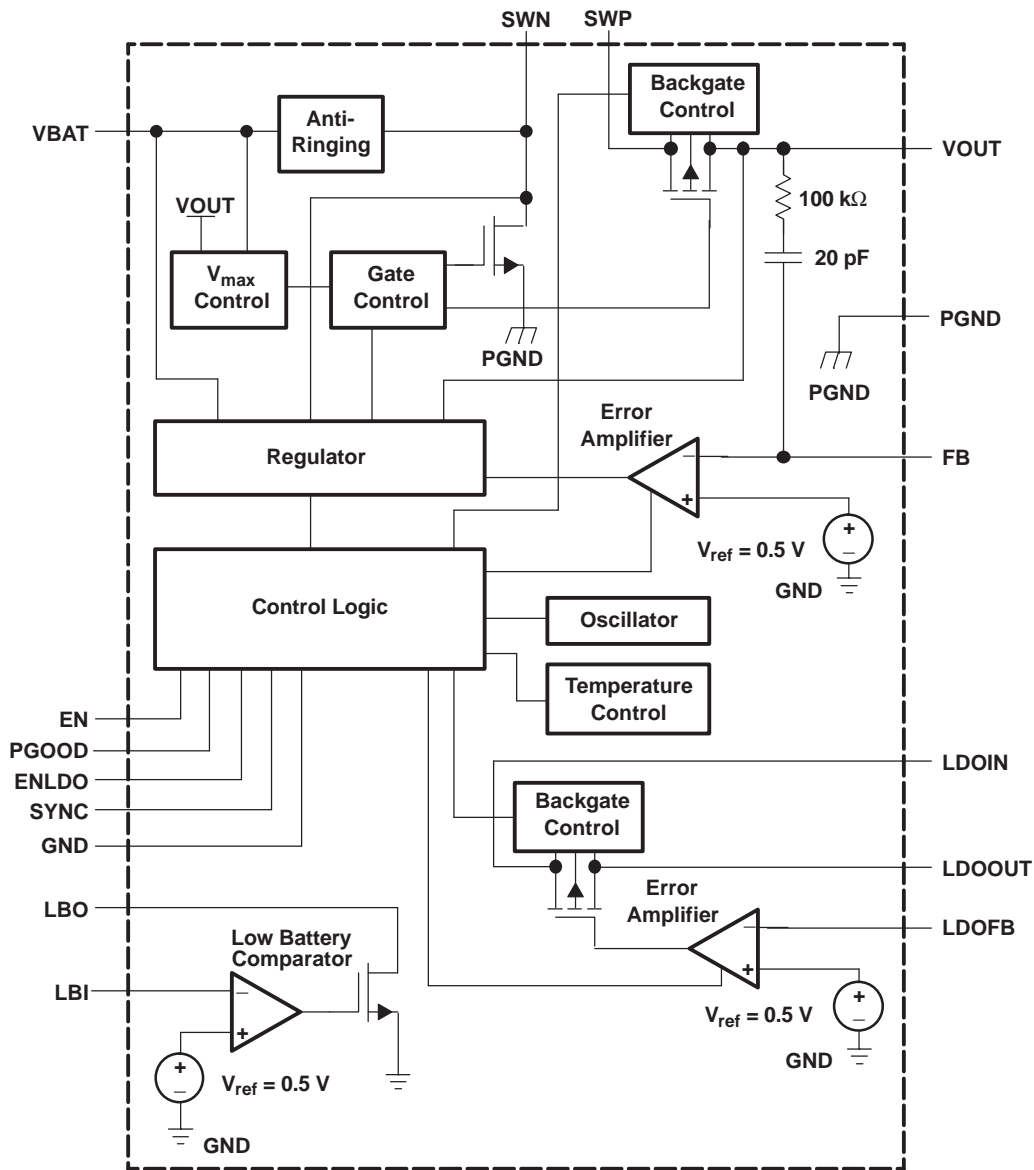 SWN
SWP
Backgate
Control
Anti-
Ringing
VBAT
VOUT
VOUT
100 kΩ
20 pF
Vmax
Control
Gate
Control
PGND
PGND
PGND
Error
Amplifier
Regulator
−
+
FB
+
−
Vref = 0.5 V
GND
Control Logic
Oscillator
Temperature
Control
EN
PGOOD
ENLDO
SYNC
GND
LDOIN
Backgate
Control
LDOOUT
Error
Amplifier
LBO
LDOFB
Low Battery
Comparator
−
+
LBI
−
+
+
−
Vref = 0.5 V
GND
+
−
Vref = 0.5 V
GND